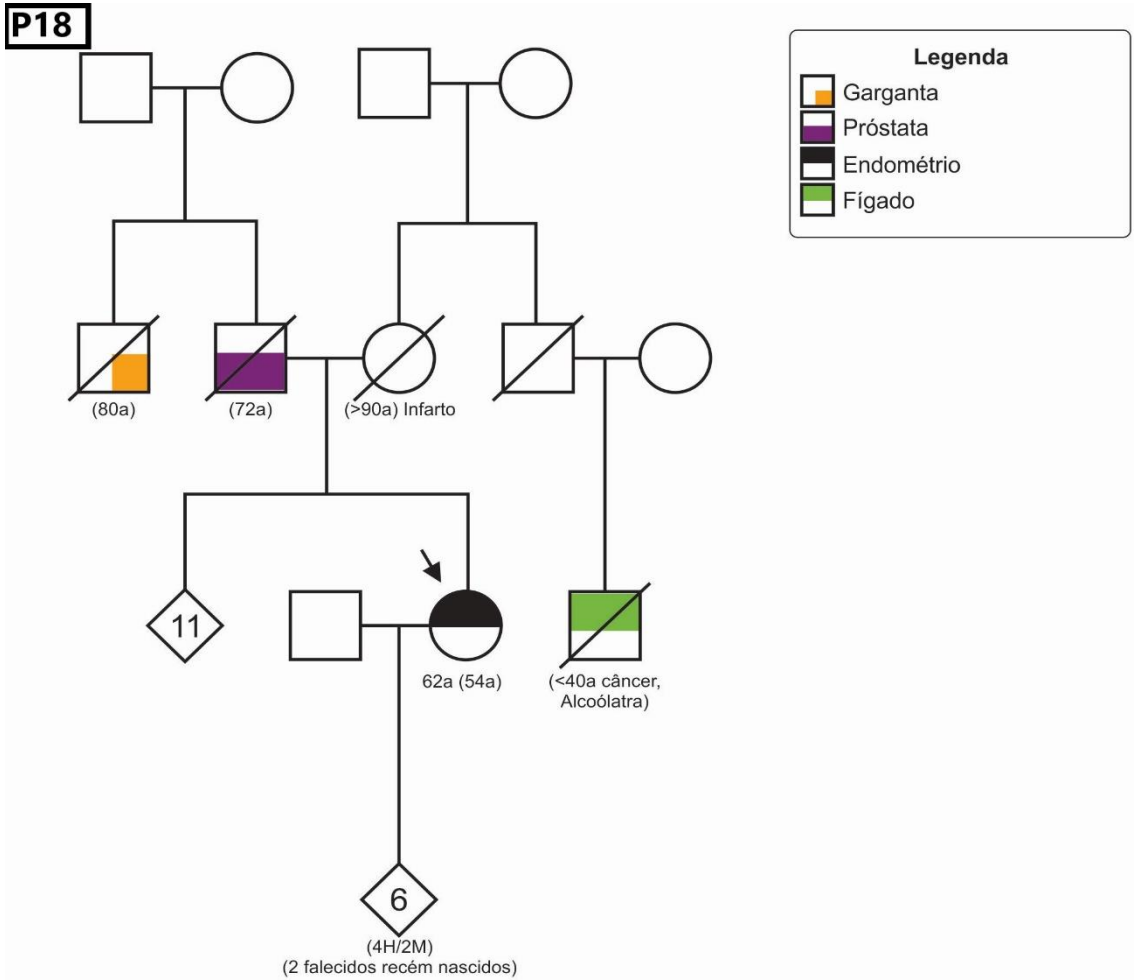 P18
Legenda
Garganta
Próstata
Endométrio
Fígado
(80a)
(72a)
(>90a) Infarto
11
62a (54a)
(<40a câncer,
Alcoólatra)
6
(4H/2M)
(2 falecidos recém nascidos)